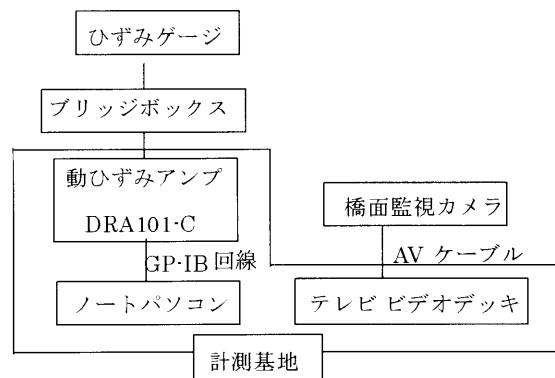 ひずみゲージ
ブリッジボックス
動ひずみアンプ
DRA101-C
GP-IB回線
ノートパソコン
橋面監視カメラ
AV ケーブル
テレビ ビデオデッキ
計測基地